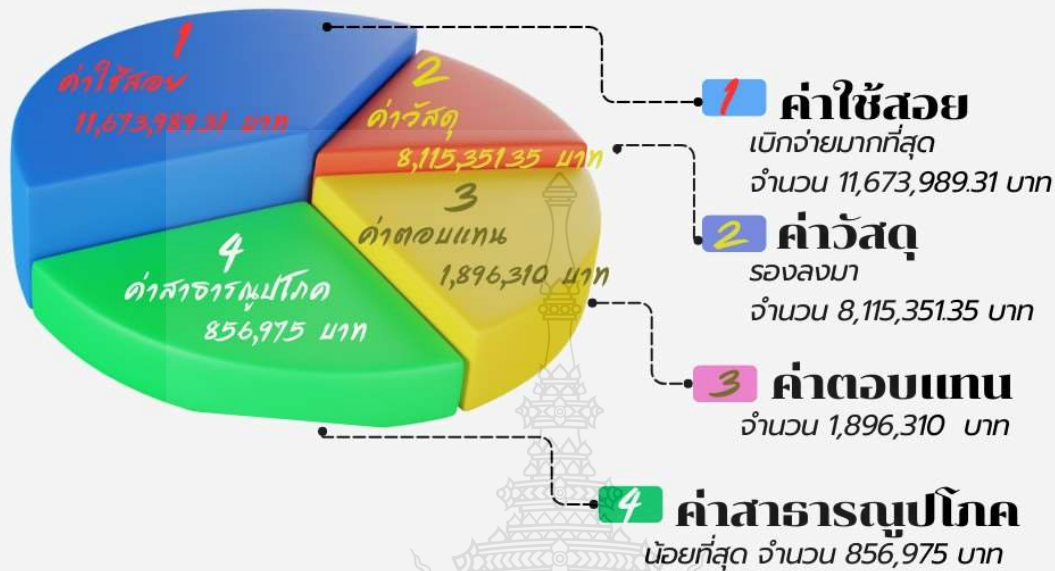 1
ค่าใช้สอย
11,673,989.31 บาท
2
ค่าวัสดุ
8,115,351.35 บาท
3
ค่าตอบแทน
1,896,310 บาท
4
ค่าสาธารณูปโภค
856,975 บาท
1 ค่าใช้สอย
เบิกจ่ายมากที่สุด
จำนวน 11,673,989.31 บาท
2 ค่าวัสดุ
รองลงมา
จำนวน 8,115,351.35 บาท
3 ค่าตอบแทน
จำนวน 1,896,310 บาท
4 ค่าสาธารณูปโภค
น้อยที่สุด จำนวน 856,975 บาท